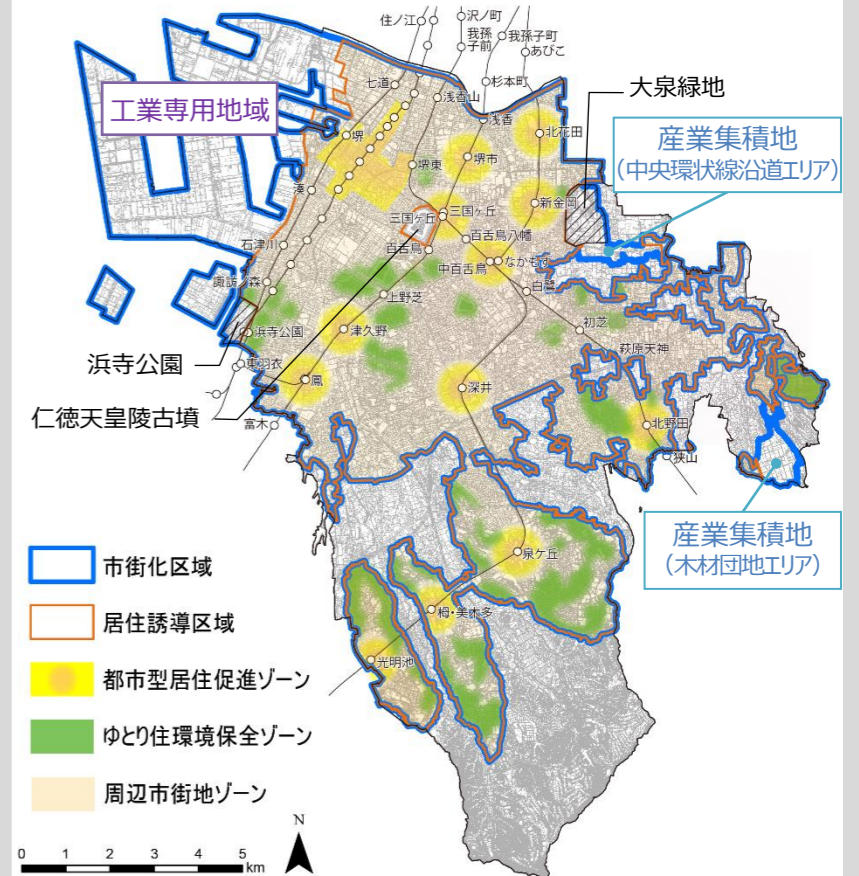 住ノ江
沢ノ町
我孫子前
我孫子町
あびこ
七道
浅香山
杉本町
浅香
大泉緑地
工業専用地域
産業集積地
（中央環状線沿道エリア）
堺
堺東
堺市
北花田
湊
三国ヶ丘
三国ケ丘
新金岡
石津川
百舌鳥
百舌鳥八幡
中百舌鳥
なかもず
諏訪ノ森
上野芝
白鷺
浜寺公園
津久野
初芝
萩原天神
東羽衣
浜寺公園
鳳
深井
仁徳天皇陵古墳
富木
北野田
狭山
産業集積地
（木材団地エリア）
泉ケ丘
栂・美木多
光明池
市街化区域
居住誘導区域
都市型居住促進ゾーン
ゆとり住環境保全ゾーン
周辺市街地ゾーン
N
0 1 2 3 4 5
km